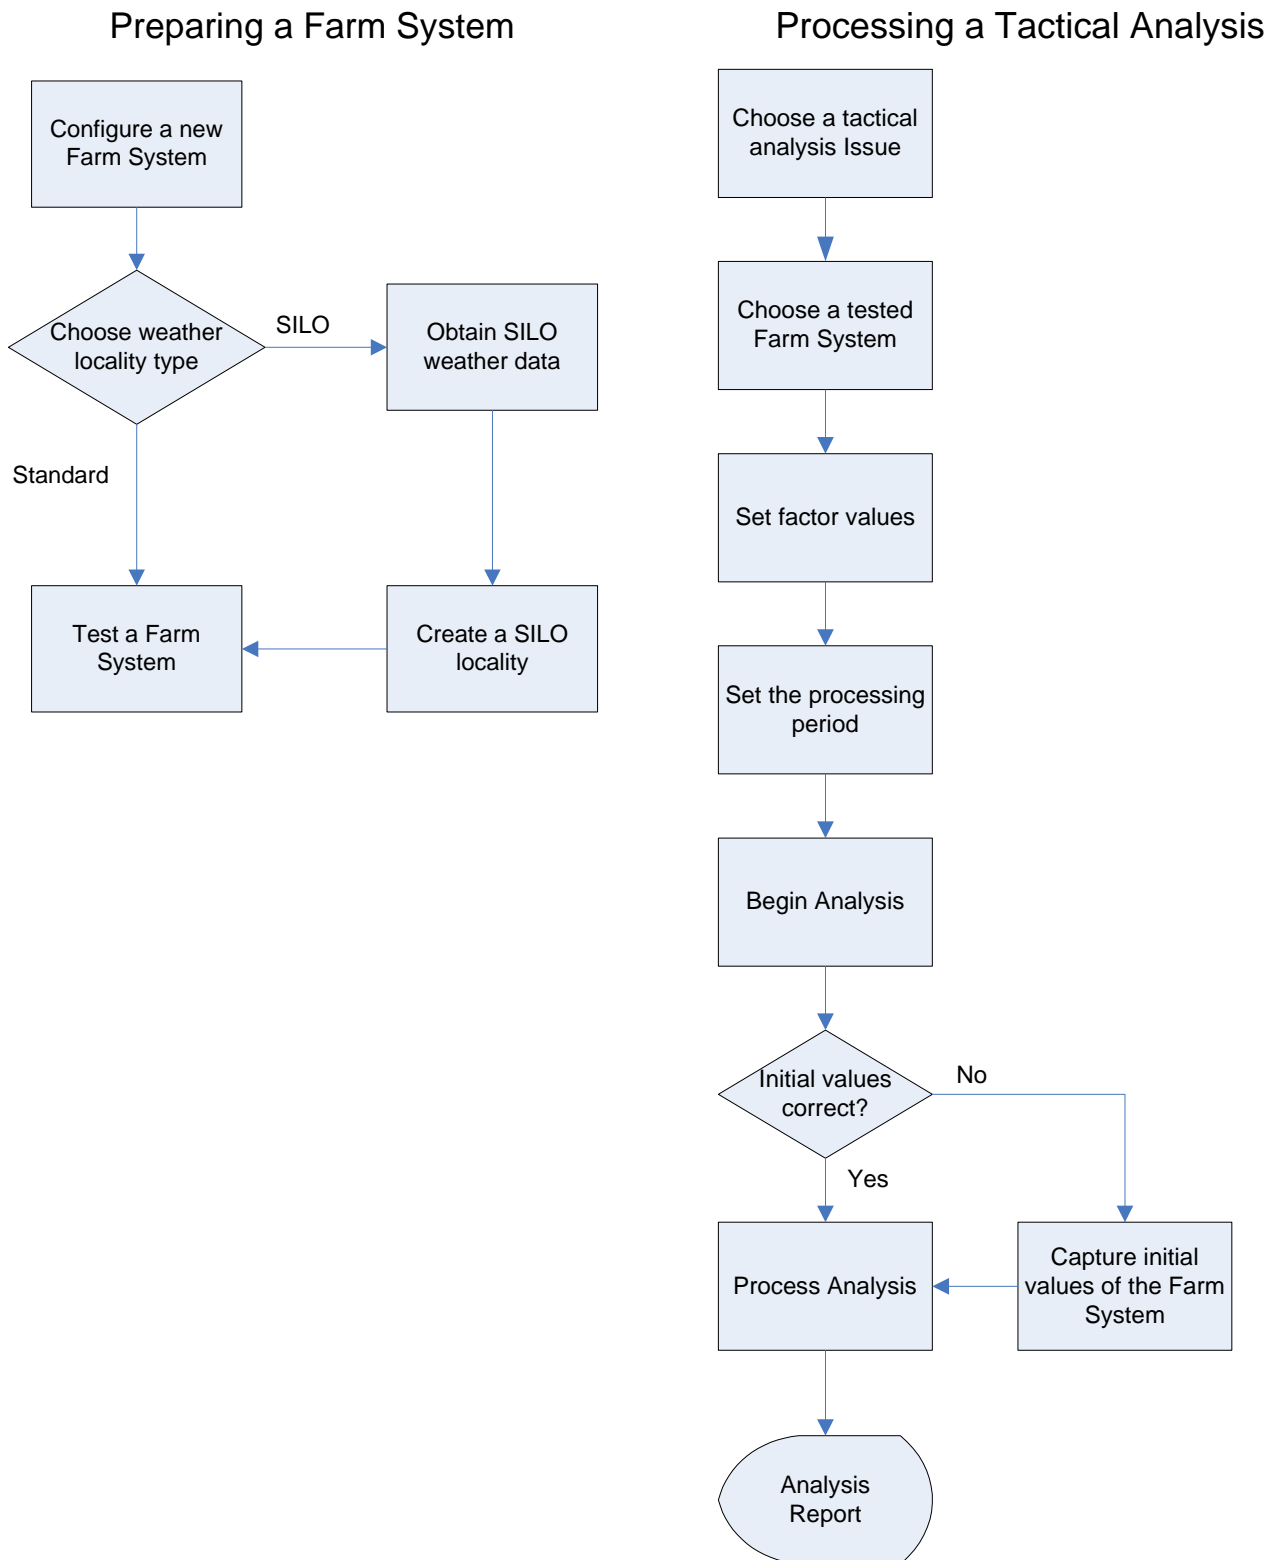 Preparing a Farm System
Configure a new
Farm System
Choose weather
locality type
SILO
Obtain SILO
weather data
Standard
Test a Farm
System
Create a SILO
locality
Processing a Tactical Analysis
Choose a tactical
analysis Issue
Choose a tested
Farm System
Set factor values
Set the processing
period
Begin Analysis
Initial values
correct?
No
Yes
Process Analysis
Capture initial
values of the Farm
System
Analysis
Report